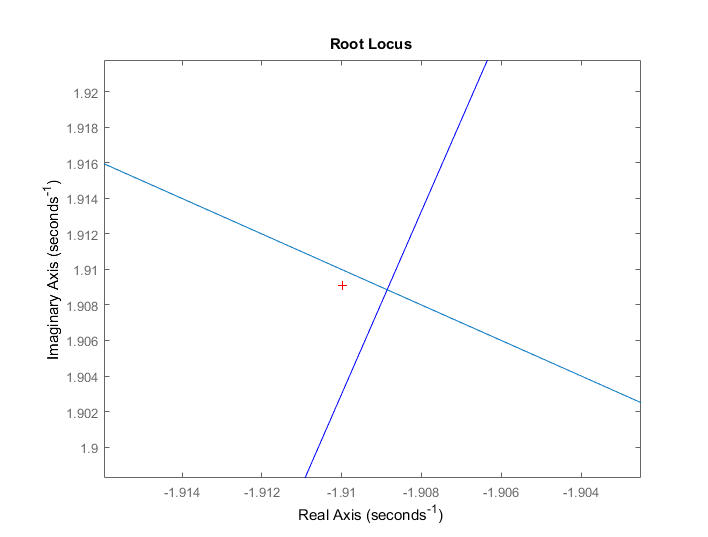 Root Locus
Imaginary Axis (seconds⁻¹)
1.92
1.918
1.916
1.914
1.912
1.91
1.908
1.906
1.904
1.902
1.9
-1.914 -1.912 -1.91 -1.908 -1.906 -1.904
Real Axis (seconds⁻¹)